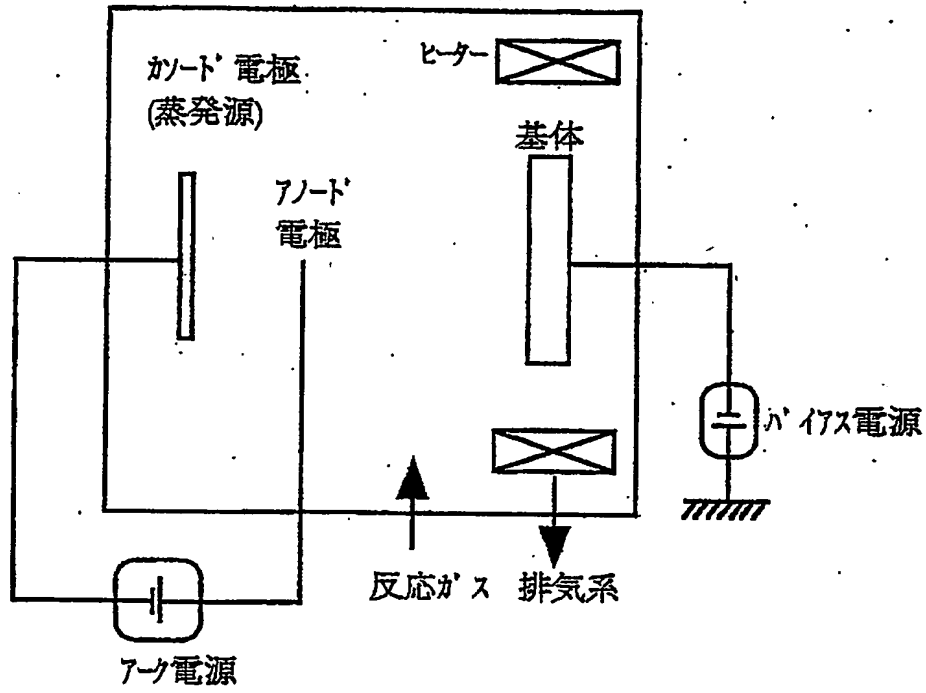 ヒーター
カソード電極
(蒸発源)
基体
アノード
電極
バイアス電源
反応ガス
排気系
アーク電源